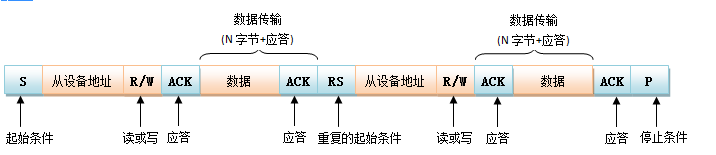 数据传输
(N 字节+应答)
数据传输
(N 字节+应答)
S 从设备地址 R/W ACK 数据 ACK RS 从设备地址 R/W ACK 数据 ACK P
起始条件 读或写 应答 应答 重复的起始条件 读或写 应答 应答 停止条件